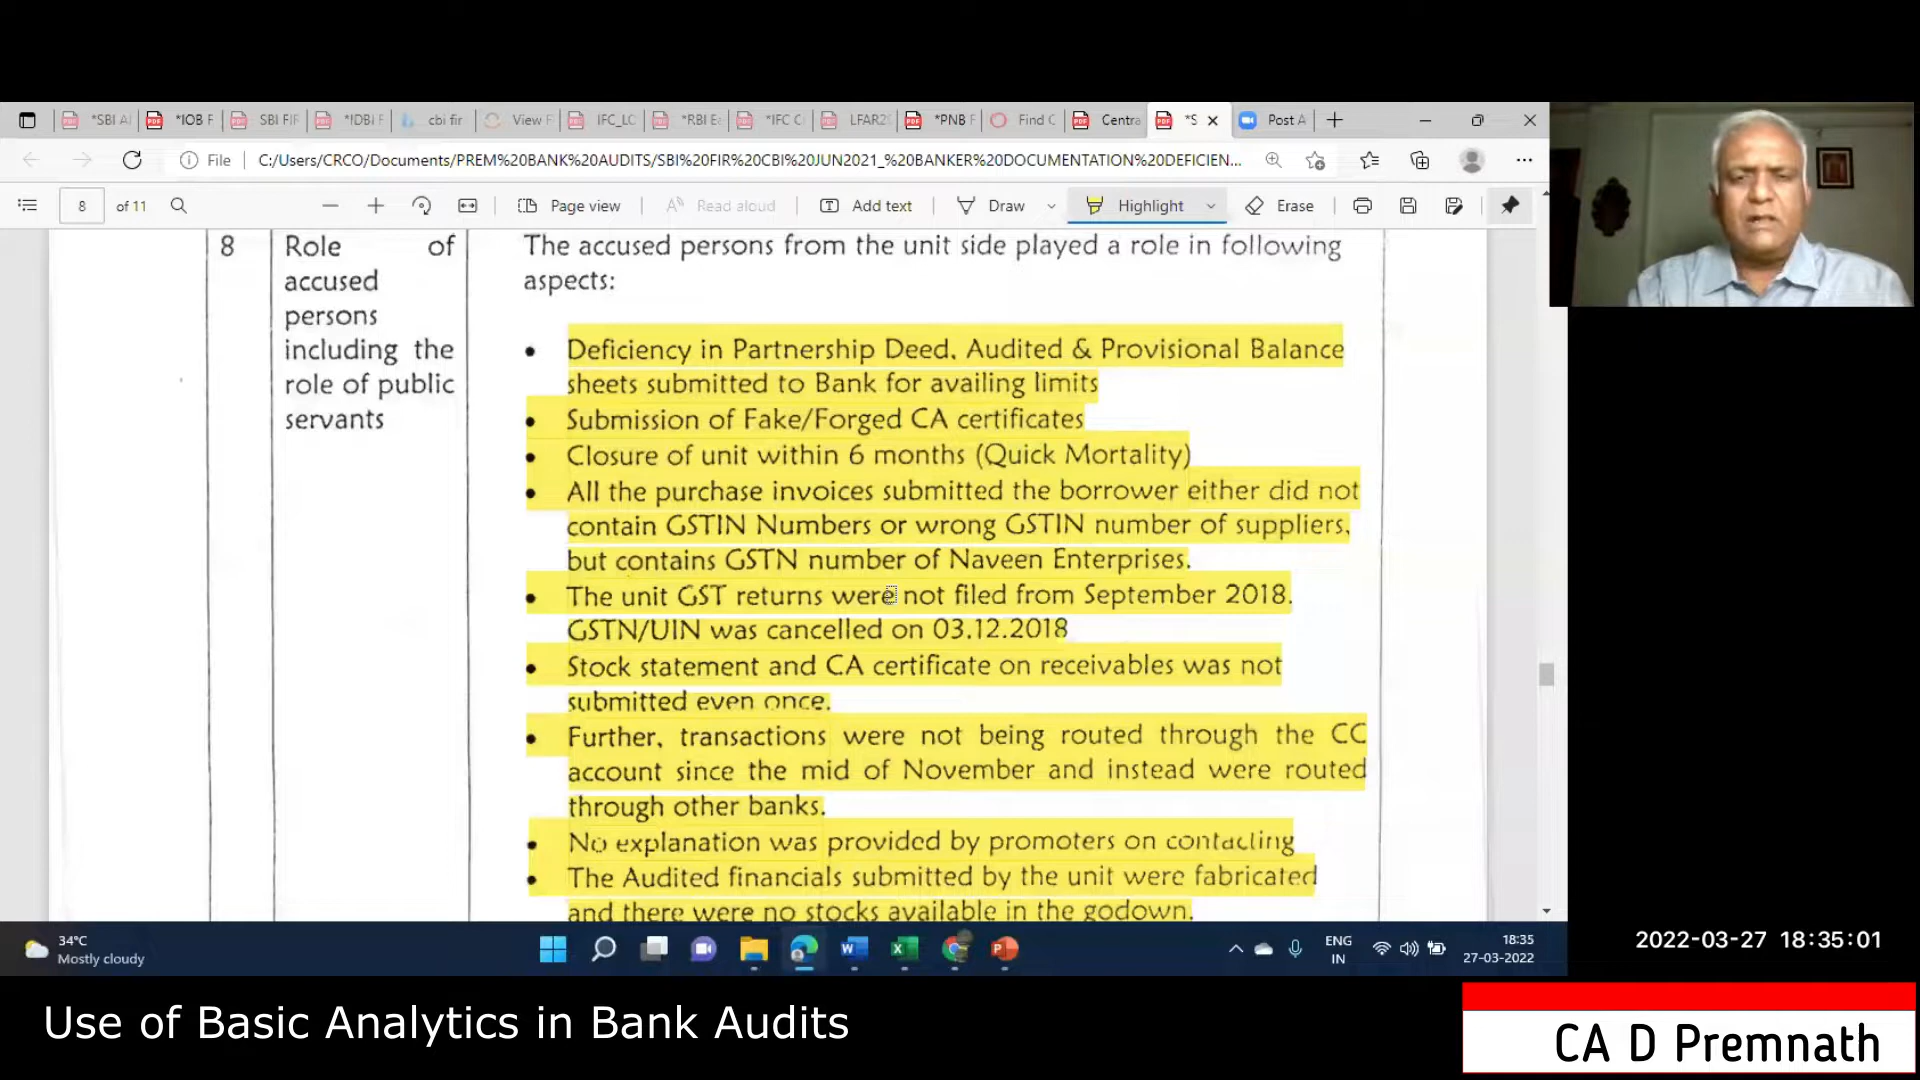 *SBI AI
*IOB F
SBI FIR
*IDBI F
cbi fir
View F
IFC_LC
*RBI Ea
*IFC C
LFAR2
*PNB F
Find C
Centra
*S
Post A
File
C:/Users/CRCO/Documents/PREM%20BANK%20AUDITS/SBI%20FIR%20CBI%20JUN2021_%20BANKER%20DOCUMENTATION%20DEFICIEN...
8
of 11
Page view
Read aloud
Add text
Draw
Highlight
Erase
8
Role of
accused
persons
including the
role of public
servants
The accused persons from the unit side played a role in following
aspects:
• Deficiency in Partnership Deed, Audited & Provisional Balance
sheets submitted to Bank for availing limits
• Submission of Fake/Forged CA certificates
• Closure of unit within 6 months (Quick Mortality)
• All the purchase invoices submitted the borrower either did not
contain GSTIN Numbers or wrong GSTIN number of suppliers,
but contains GSTN number of Naveen Enterprises.
• The unit GST returns were not filed from September 2018.
GSTN/UIN was cancelled on 03.12.2018
• Stock statement and CA certificate on receivables was not
submitted even once.
• Further, transactions were not being routed through the CC
account since the mid of November and instead were routed
through other banks.
• No explanation was provided by promoters on contacting
• The Audited financials submitted by the unit were fabricated
and there were no stocks available in the godown.
34°C
Mostly cloudy
ENG
IN
18:35
27-03-2022
2022-03-27 18:35:01
Use of Basic Analytics in Bank Audits
CA D Premnath